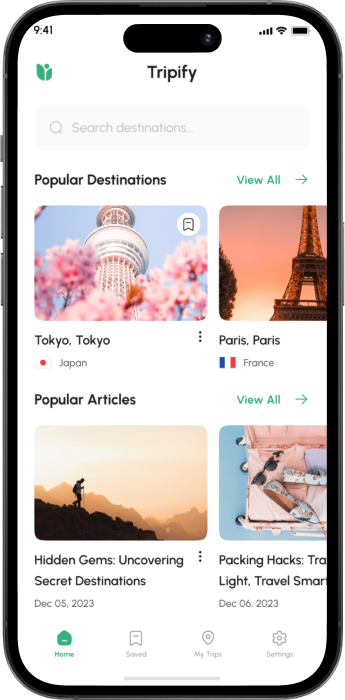 9:41
Tripify
Search destinations...
Popular Destinations
View All
Tokyo, Tokyo
Japan
Paris, Paris
France
Popular Articles
View All
Hidden Gems: Uncovering
Secret Destinations
Dec 05, 2023
Packing Hacks: Tra
Light, Travel Smart
Dec 06, 2023
Home
Saved
My Trips
Settings